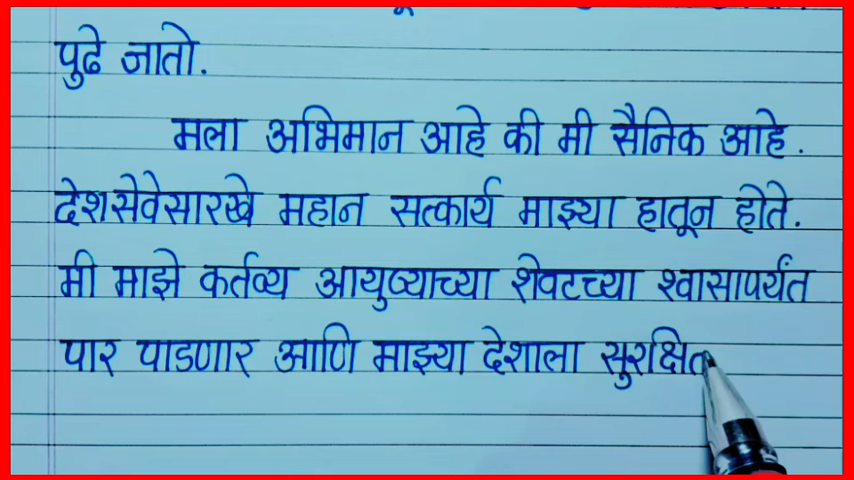 पुढे जातो.
मला अभिमान आहे की मी सैनिक आहे.
देशसेवेसारखे महान सत्कार्य माझ्या हातून होते.
मी माझे कर्तव्य आयुष्याच्या शेवटच्या श्वासापर्यंत
पार पाडणार आणि माझ्या देशाला सुरक्षित